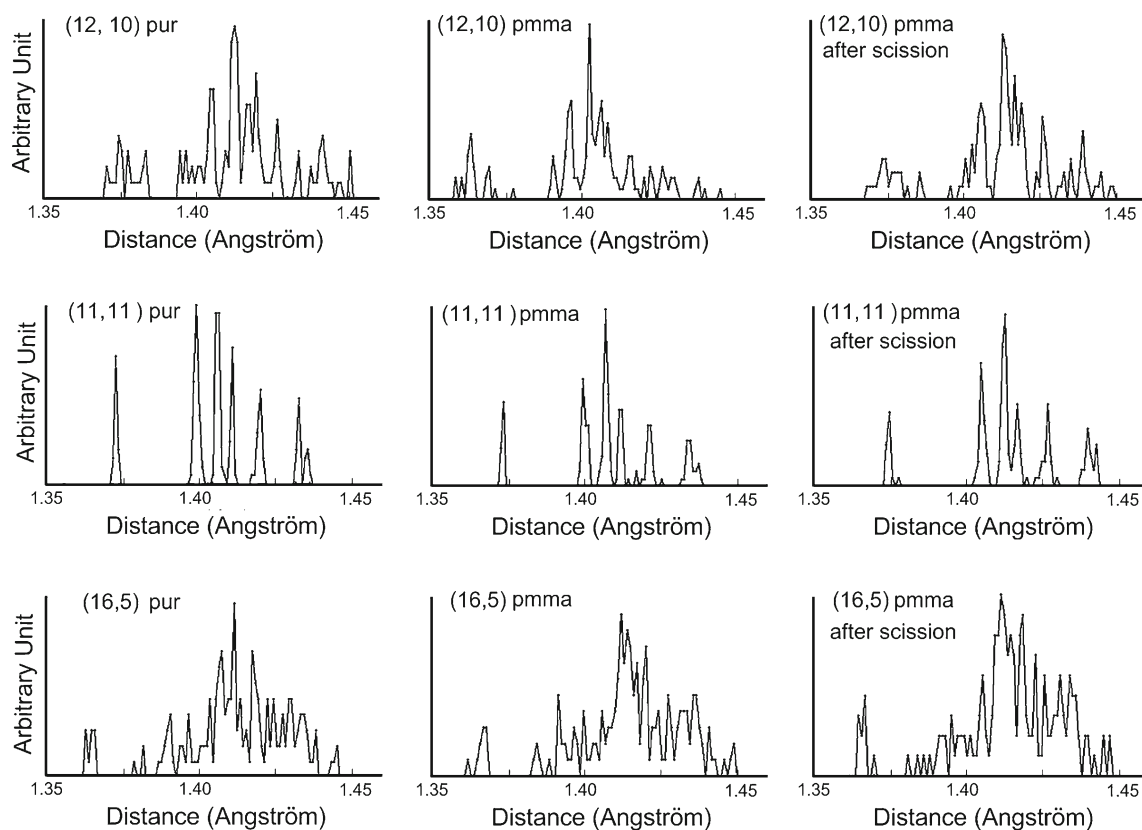 (12, 10) pur
Arbitrary Unit
1.35 1.40 1.45
Distance (Angström)
(12,10) pmma
1.35 1.40 1.45
Distance (Angström)
(12,10) pmma
after scission
1.35 1.40 1.45
Distance (Angström)
(11,11) pur
Arbitrary Unit
1.35 1.40 1.45
Distance (Angström)
(11,11) pmma
1.35 1.40 1.45
Distance (Angström)
(11,11) pmma
after scission
1.35 1.40 1.45
Distance (Angström)
(16,5) pur
Arbitrary Unit
1.35 1.40 1.45
Distance (Angström)
(16,5) pmma
1.35 1.40 1.45
Distance (Angström)
(16,5) pmma
after scission
1.35 1.40 1.45
Distance (Angström)